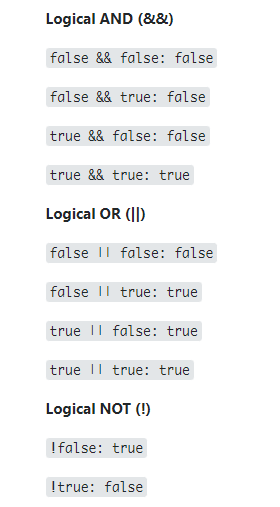 Logical AND (&&)
false && false: false
false && true: false
true && false: false
true && true: true
Logical OR (||)
false || false: false
false || true: true
true || false: true
true || true: true
Logical NOT (!)
!false: true
!true: false